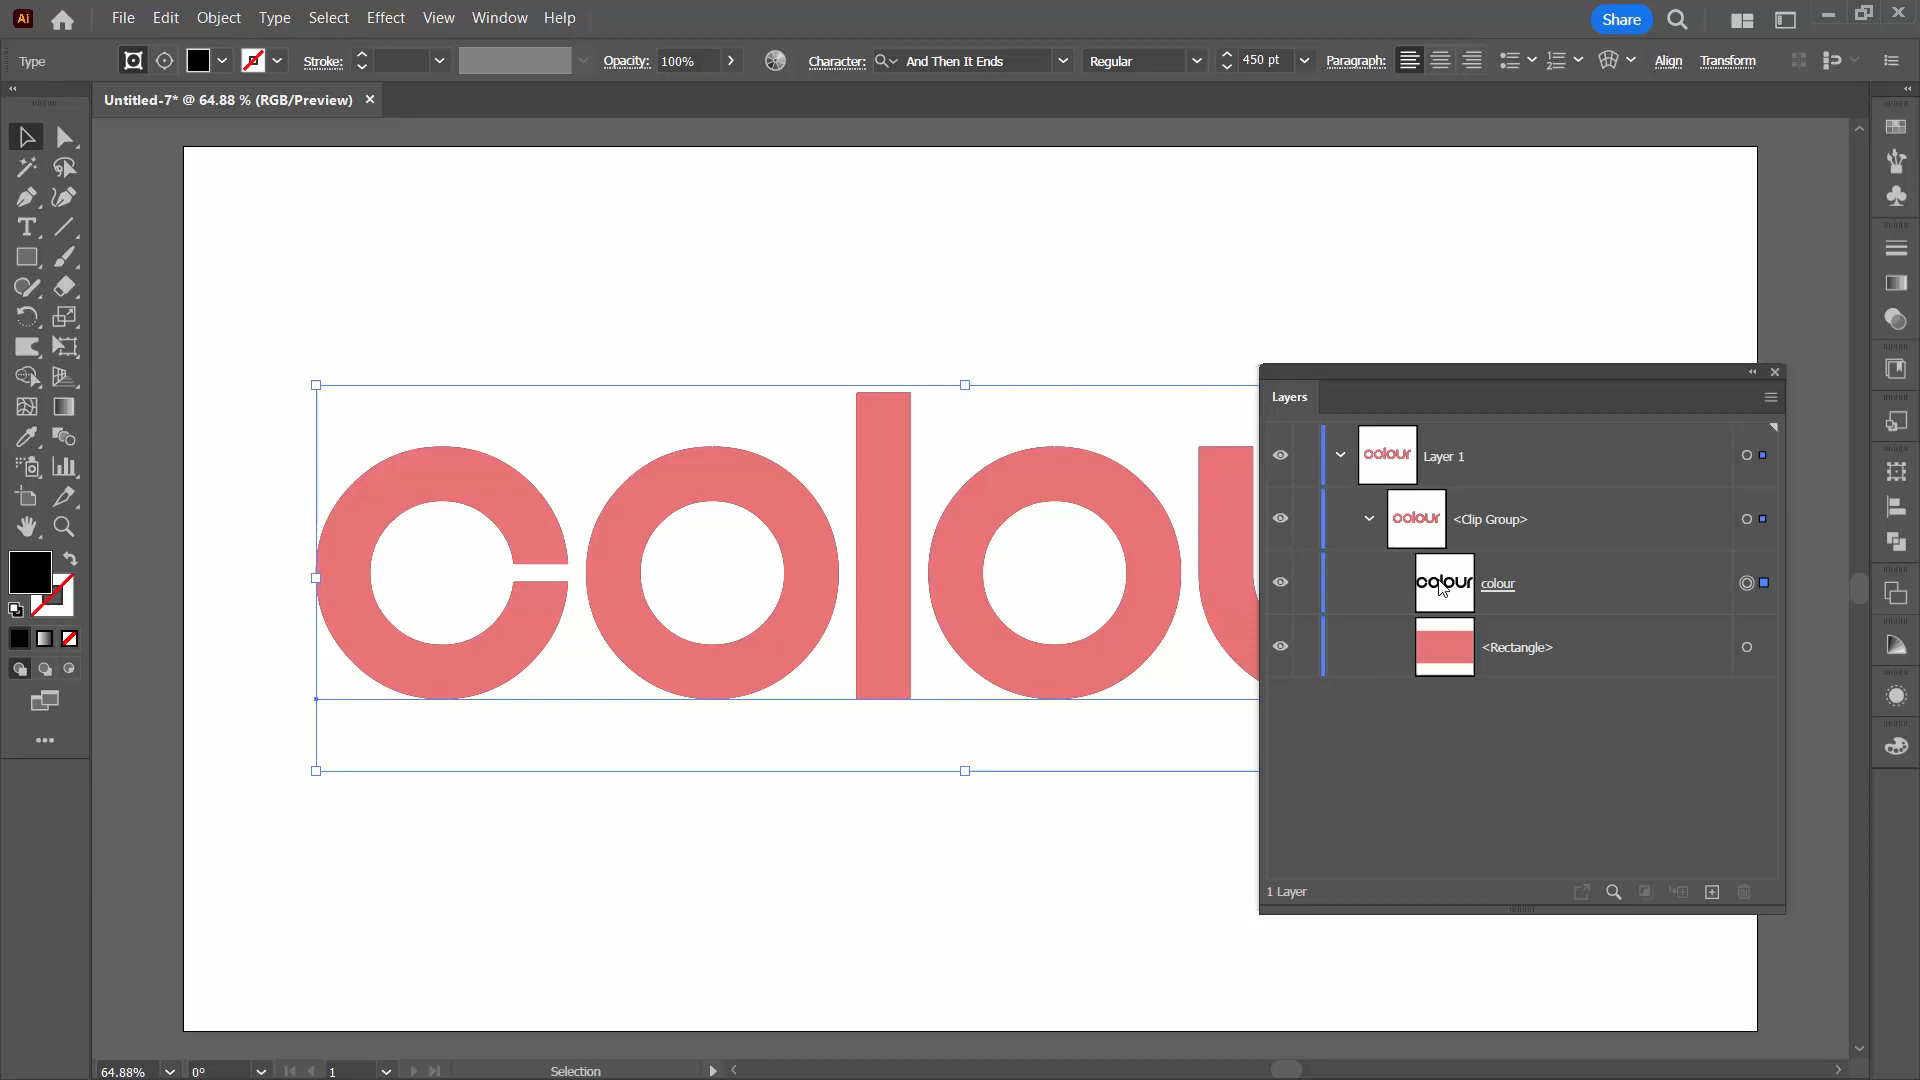 Ai File Edit Object Type Select Effect View Window Help Share
Type Stroke: Opacity: 100% Character: And Then It Ends Regular 450 pt Paragraph: Align Transform
Untitled-7* @ 64.88 % (RGB/Preview)
colou
Layers
colour Layer 1
colour <Clip Group>
colour colour
<Rectangle>
1 Layer
64.88% 0° 1 Selection